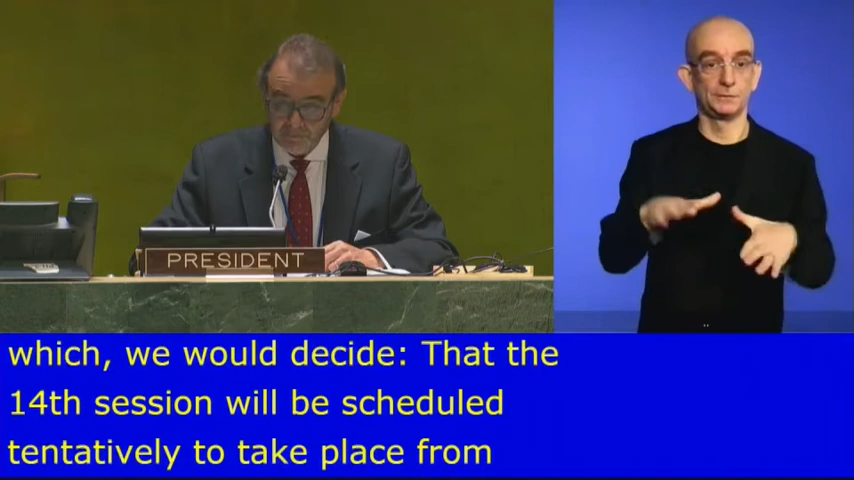 PRESIDENT
which, we would decide: That the
14th session will be scheduled
tentatively to take place from